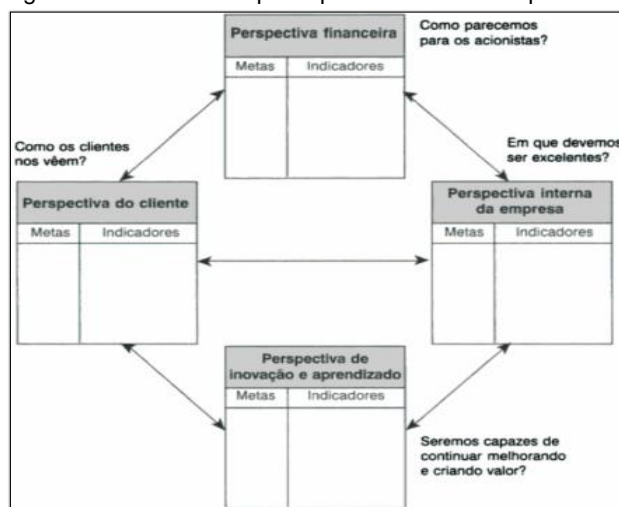 Perspectiva financeira
Metas Indicadores
Como parecemos
para os acionistas?
Como os clientes
nos vêem?
Em que devemos
ser excelentes?
Perspectiva do cliente
Metas Indicadores
Perspectiva interna
da empresa
Metas Indicadores
Perspectiva de
inovação e aprendizado
Metas Indicadores
Seremos capazes de
continuar melhorando
e criando valor?